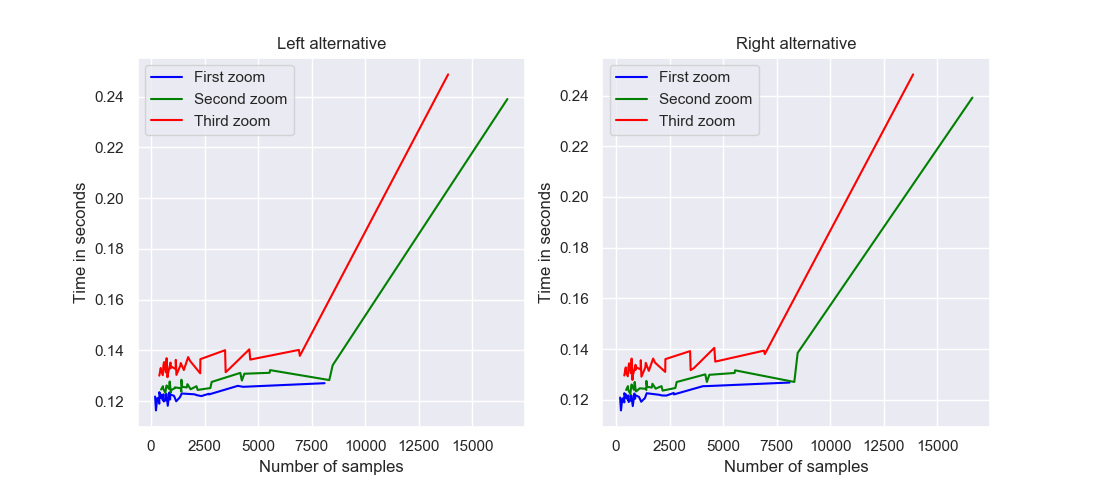 Left alternative
First zoom
Second zoom
Third zoom
0.24
0.22
0.20
0.18
0.16
0.14
0.12
Time in seconds
0 2500 5000 7500 10000 12500 15000
Number of samples
Right alternative
First zoom
Second zoom
Third zoom
0.24
0.22
0.20
0.18
0.16
0.14
0.12
Time in seconds
0 2500 5000 7500 10000 12500 15000
Number of samples